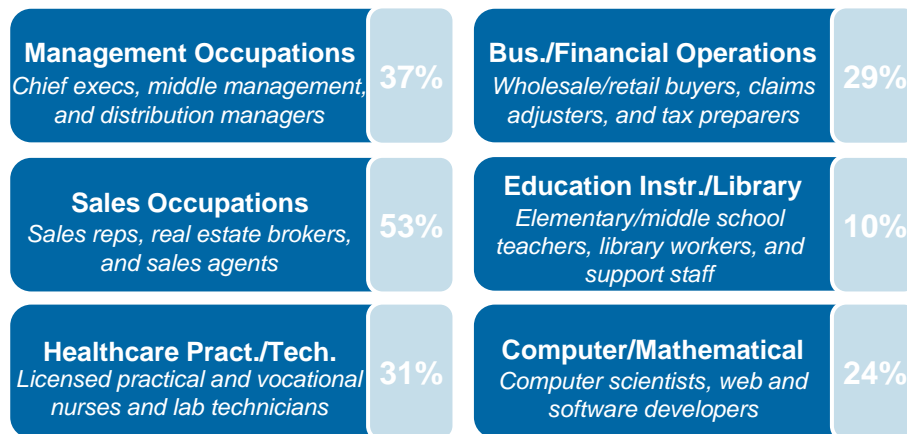 Management Occupations
Chief execs, middle management,
and distribution managers
37%
Bus./Financial Operations
Wholesale/retail buyers, claims
adjusters, and tax preparers
29%
Sales Occupations
Sales reps, real estate brokers,
and sales agents
53%
Education Instr./Library
Elementary/middle school
teachers, library workers, and
support staff
10%
Healthcare Pract./Tech.
Licensed practical and vocational
nurses and lab technicians
31%
Computer/Mathematical
Computer scientists, web and
software developers
24%